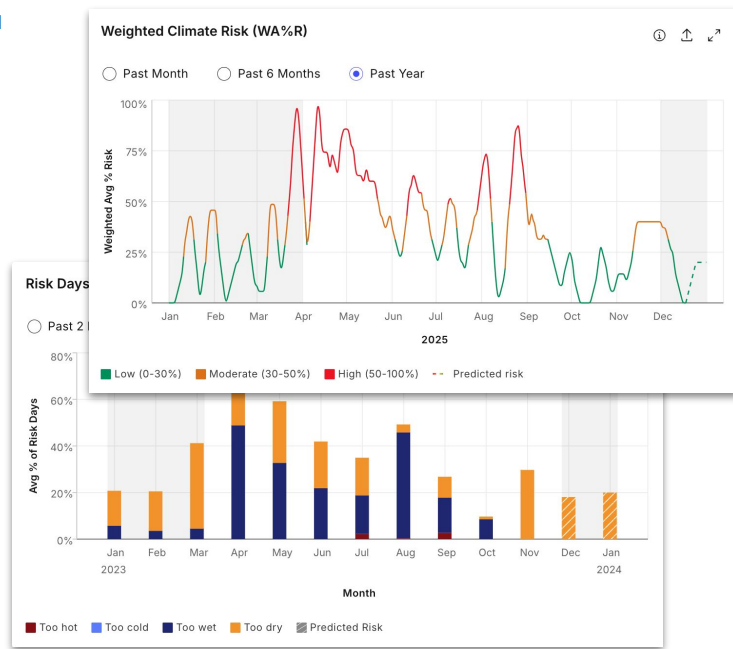 Weighted Climate Risk (WA%R)
Past Month Past 6 Months Past Year
100%
75%
50%
25%
0%
Weighted Avg % Risk
Jan Feb Mar Apr May Jun Jul Aug Sep Oct Nov Dec
2025
Low (0-30%) Moderate (30-50%) High (50-100%) Predicted risk
Risk Days
Past 2
80%
60%
40%
20%
0%
Avg % of Risk Days
Jan Feb Mar Apr May Jun Jul Aug Sep Oct Nov Dec Jan
2023 2024
Month
Too hot Too cold Too wet Too dry Predicted Risk